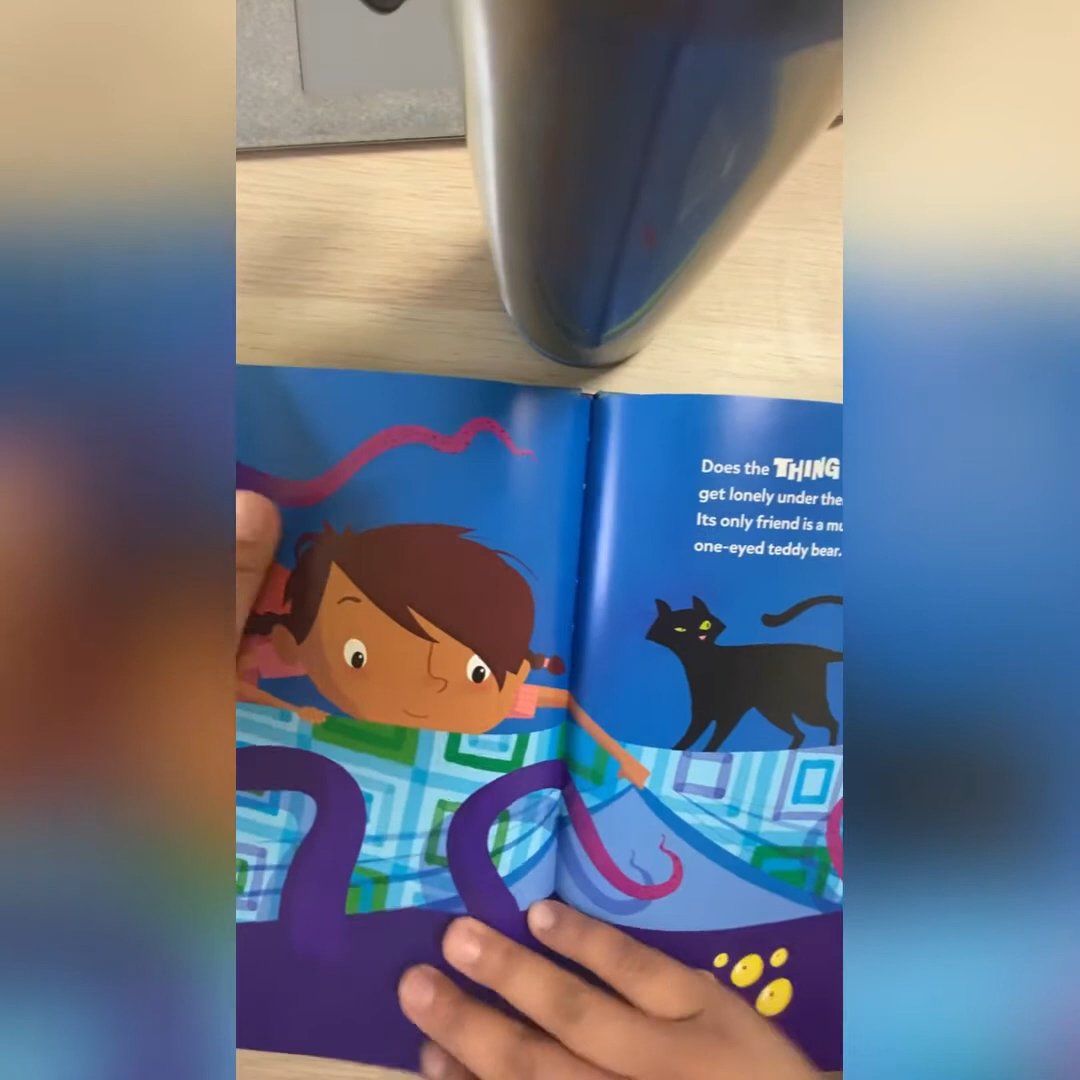 Does the THING
get lonely under the
Its only friend is a
one-eyed teddy bear.